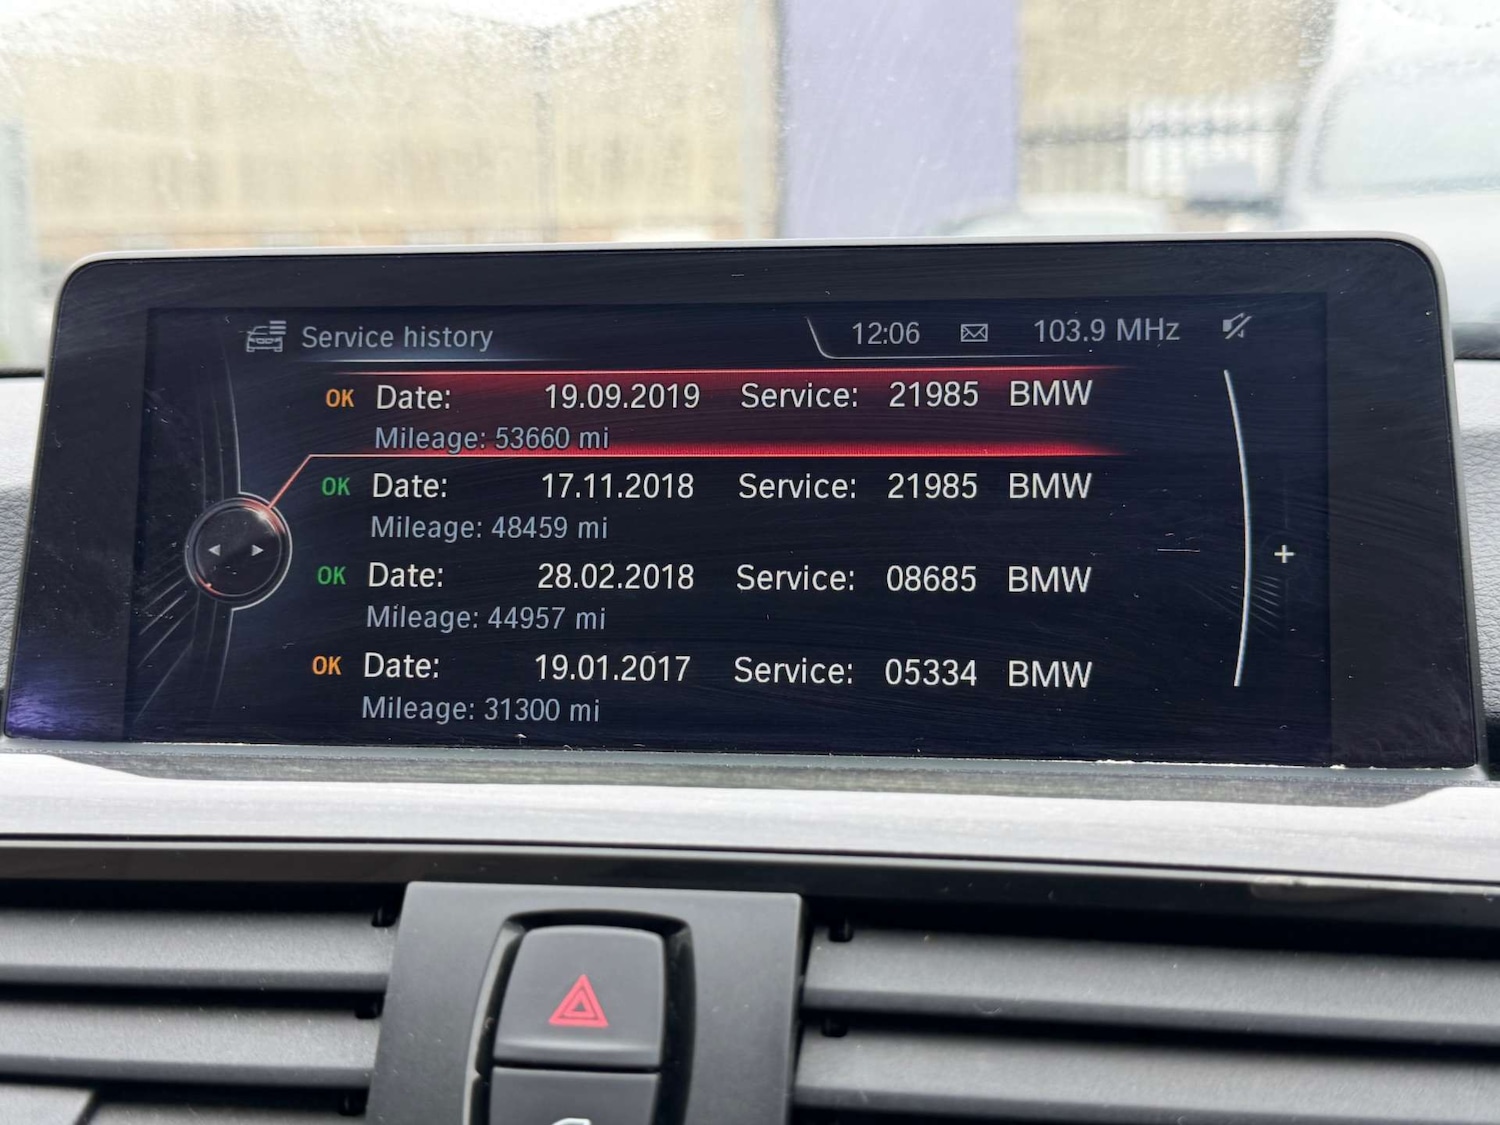 Service history 12:06 103.9 MHz
OK Date: 19.09.2019 Service: 21985 BMW
Mileage: 53660 mi
OK Date: 17.11.2018 Service: 21985 BMW
Mileage: 48459 mi
OK Date: 28.02.2018 Service: 08685 BMW
Mileage: 44957 mi
OK Date: 19.01.2017 Service: 05334 BMW
Mileage: 31300 mi